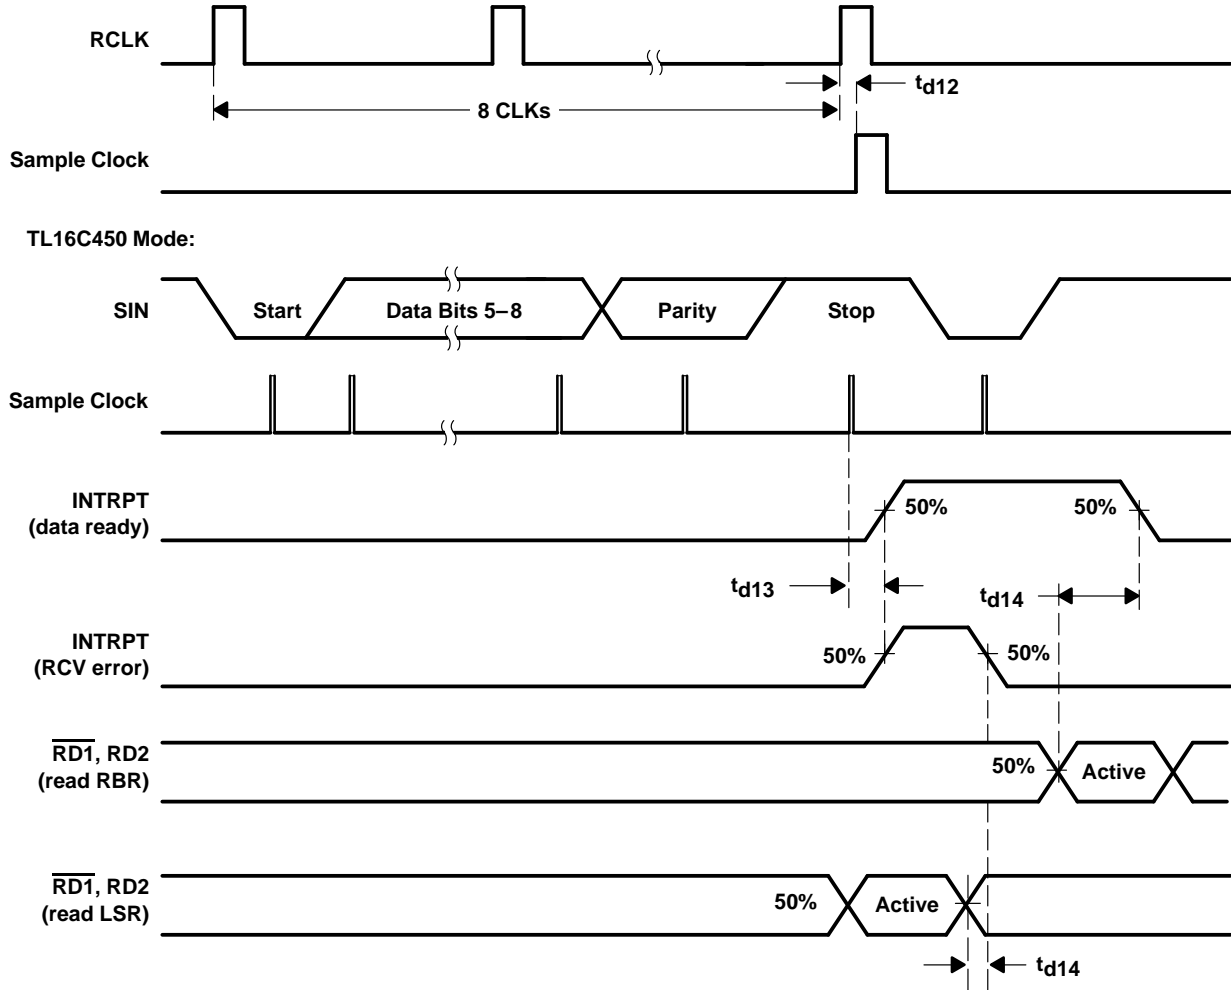 RCLK
td12
8 CLKs
Sample Clock
TL16C450 Mode:
SIN
Start
Data Bits 5–8
Parity
Stop
Sample Clock
INTRPT
(data ready)
50%
50%
td13
td14
INTRPT
(RCV error)
50%
50%
RD1, RD2
(read RBR)
50%
Active
RD1, RD2
(read LSR)
50%
Active
td14